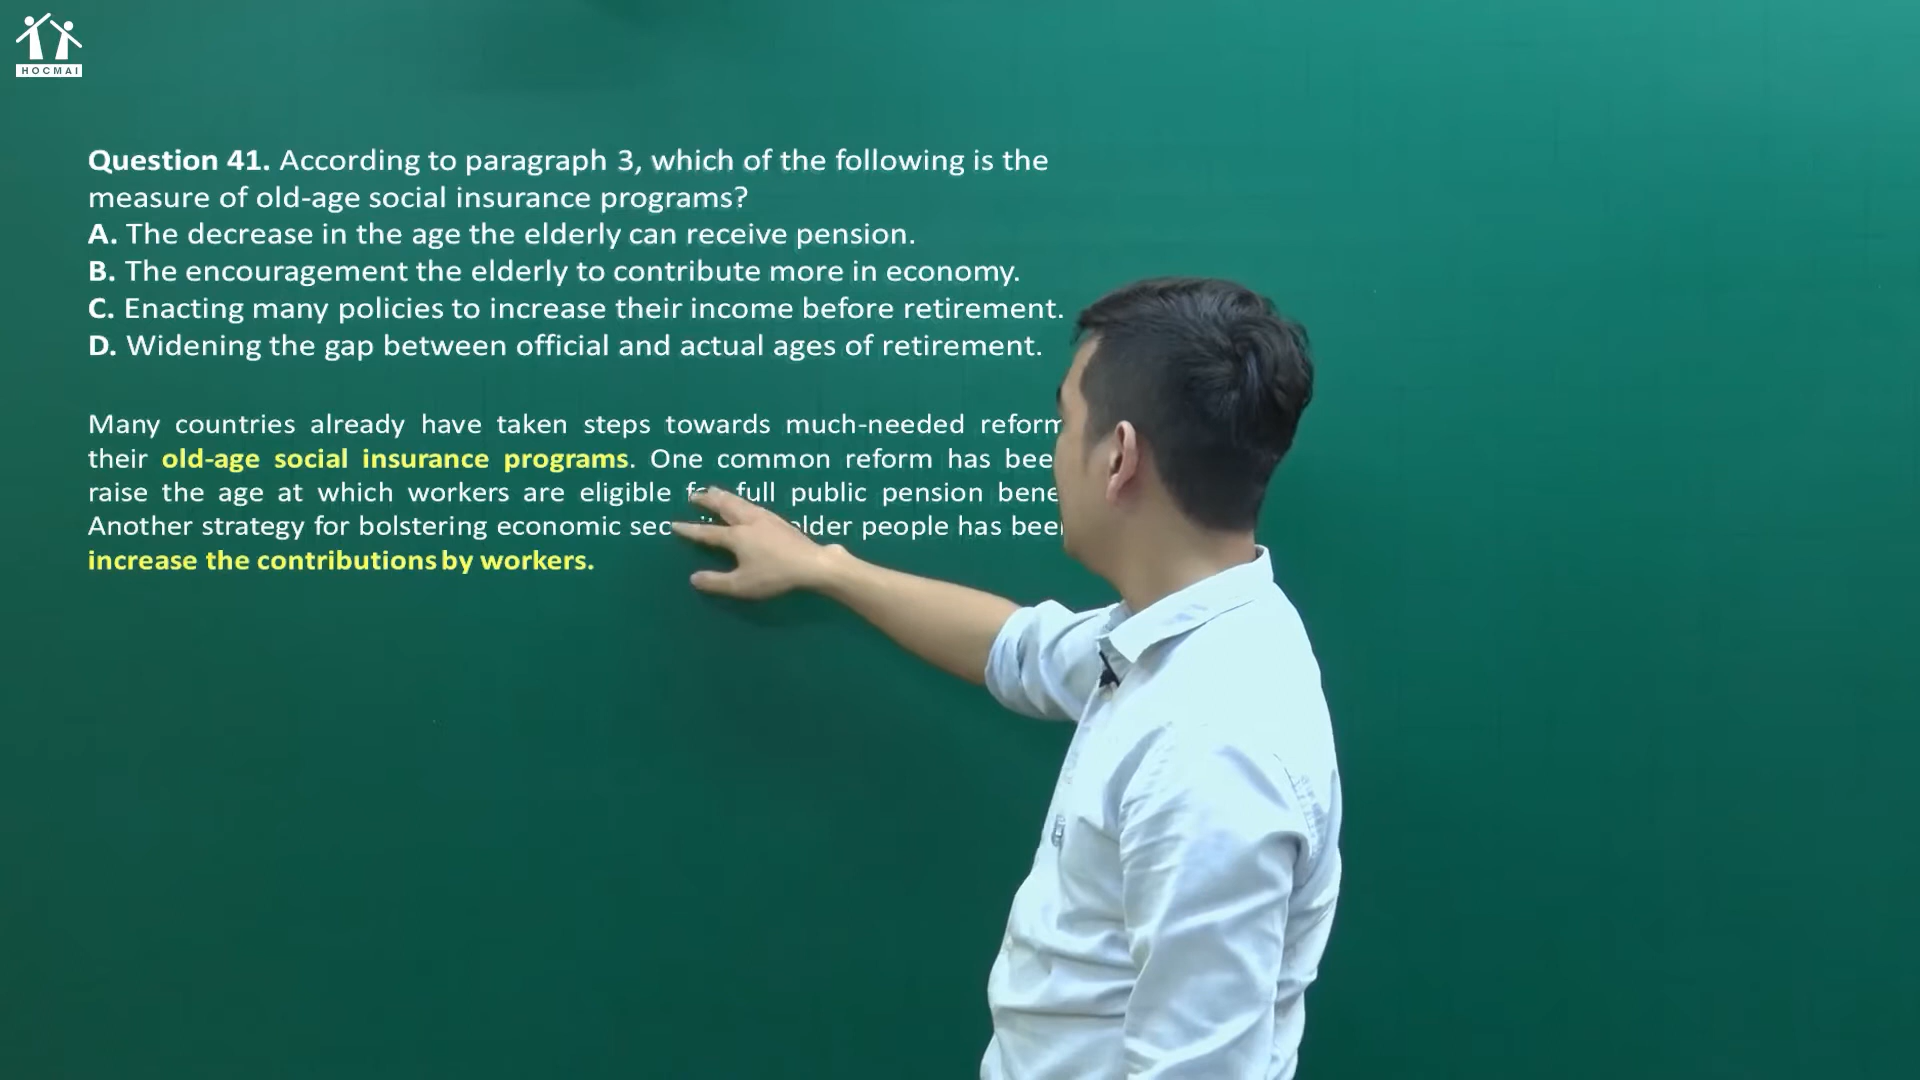 HOCMAI
Question 41. According to paragraph 3, which of the following is the
measure of old-age social insurance programs?
A. The decrease in the age the elderly can receive pension.
B. The encouragement the elderly to contribute more in economy.
C. Enacting many policies to increase their income before retirement.
D. Widening the gap between official and actual ages of retirement.
Many countries already have taken steps towards much-needed reform
their old-age social insurance programs. One common reform has
raise the age at which workers are eligible full public pension
Another strategy for bolstering economic older people has
increase the contributions by workers.